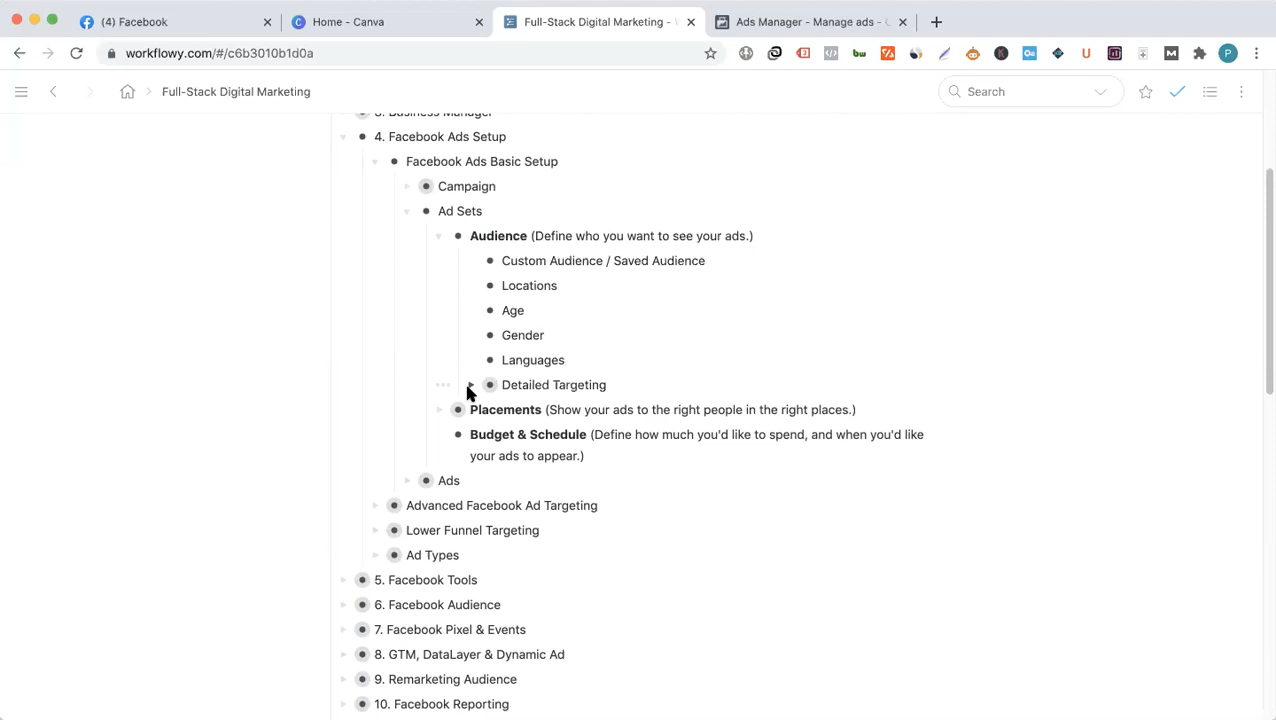 (4) Facebook
Home - Canva
Full-Stack Digital Marketing -
Ads Manager - Manage ads -
workflowy.com/#/c6b3010b1d0a
Full-Stack Digital Marketing
Search
3. Business Manager
4. Facebook Ads Setup
Facebook Ads Basic Setup
Campaign
Ad Sets
Audience (Define who you want to see your ads.)
Custom Audience / Saved Audience
Locations
Age
Gender
Languages
Detailed Targeting
Placements (Show your ads to the right people in the right places.)
Budget & Schedule (Define how much you'd like to spend, and when you'd like
your ads to appear.)
Ads
Advanced Facebook Ad Targeting
Lower Funnel Targeting
Ad Types
5. Facebook Tools
6. Facebook Audience
7. Facebook Pixel & Events
8. GTM, DataLayer & Dynamic Ad
9. Remarketing Audience
10. Facebook Reporting